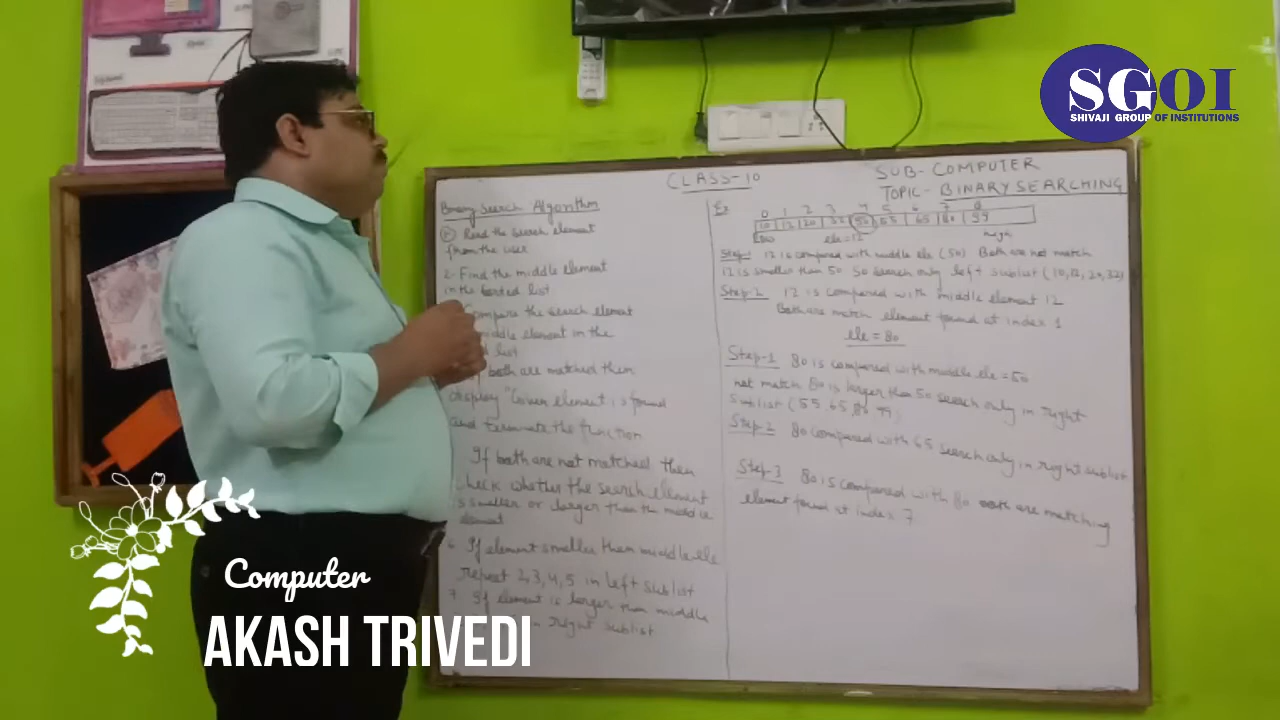 SGOI
SHIVAJI GROUP OF INSTITUTIONS
CLASS-10
SUB- COMPUTER
TOPIC- BINARY SEARCHING
Binary Search Algorithm
Read the search element
from the user
2- Find the middle element
in the sorted list
Compare the search element
middle element in the
list
both are matched then
display "Given element is found
and terminate the function
If both are not matched then
check whether the search element
is smaller or larger than the middle
element
6 If element smaller then middle ele
repeat 2,3,4,5 in left sublist
7. If element is larger than middle
in right sublist
Ex
0 1 2 3 4 5 6 7 8
10 12 20 32 50 55 65 80 99
Low ele=12 high
Step-1 12 is compared with middle ele (50) Both are not match
12 is smaller than 50 so search only left sublist (10,12,20,32)
Step-2 12 is compared with middle element 12
Both are match element found at index 1
ele = 80
Step-1 80 is compared with middle ele = 50
not match 80 is larger than 50 search only in right
sublist (55 65 80 99)
Step-2 80 compared with 65 search only in right sublist
Step-3 80 is compared with 80 both are matching
element found at index 7
Computer
AKASH TRIVEDI